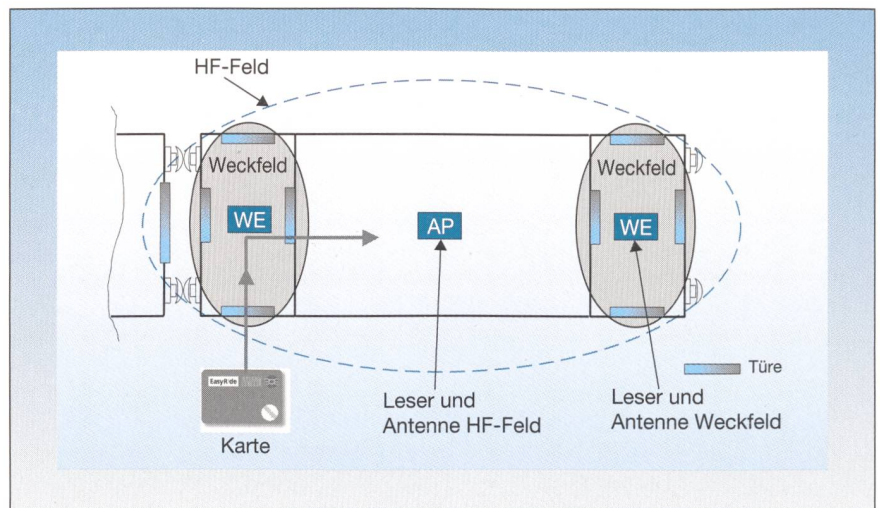 HF-Feld
Weckfeld
Weckfeld
WE
AP
WE
Türe
EasyRide
Karte
Leser und
Antenne HF-Feld
Leser und
Antenne Weckfeld